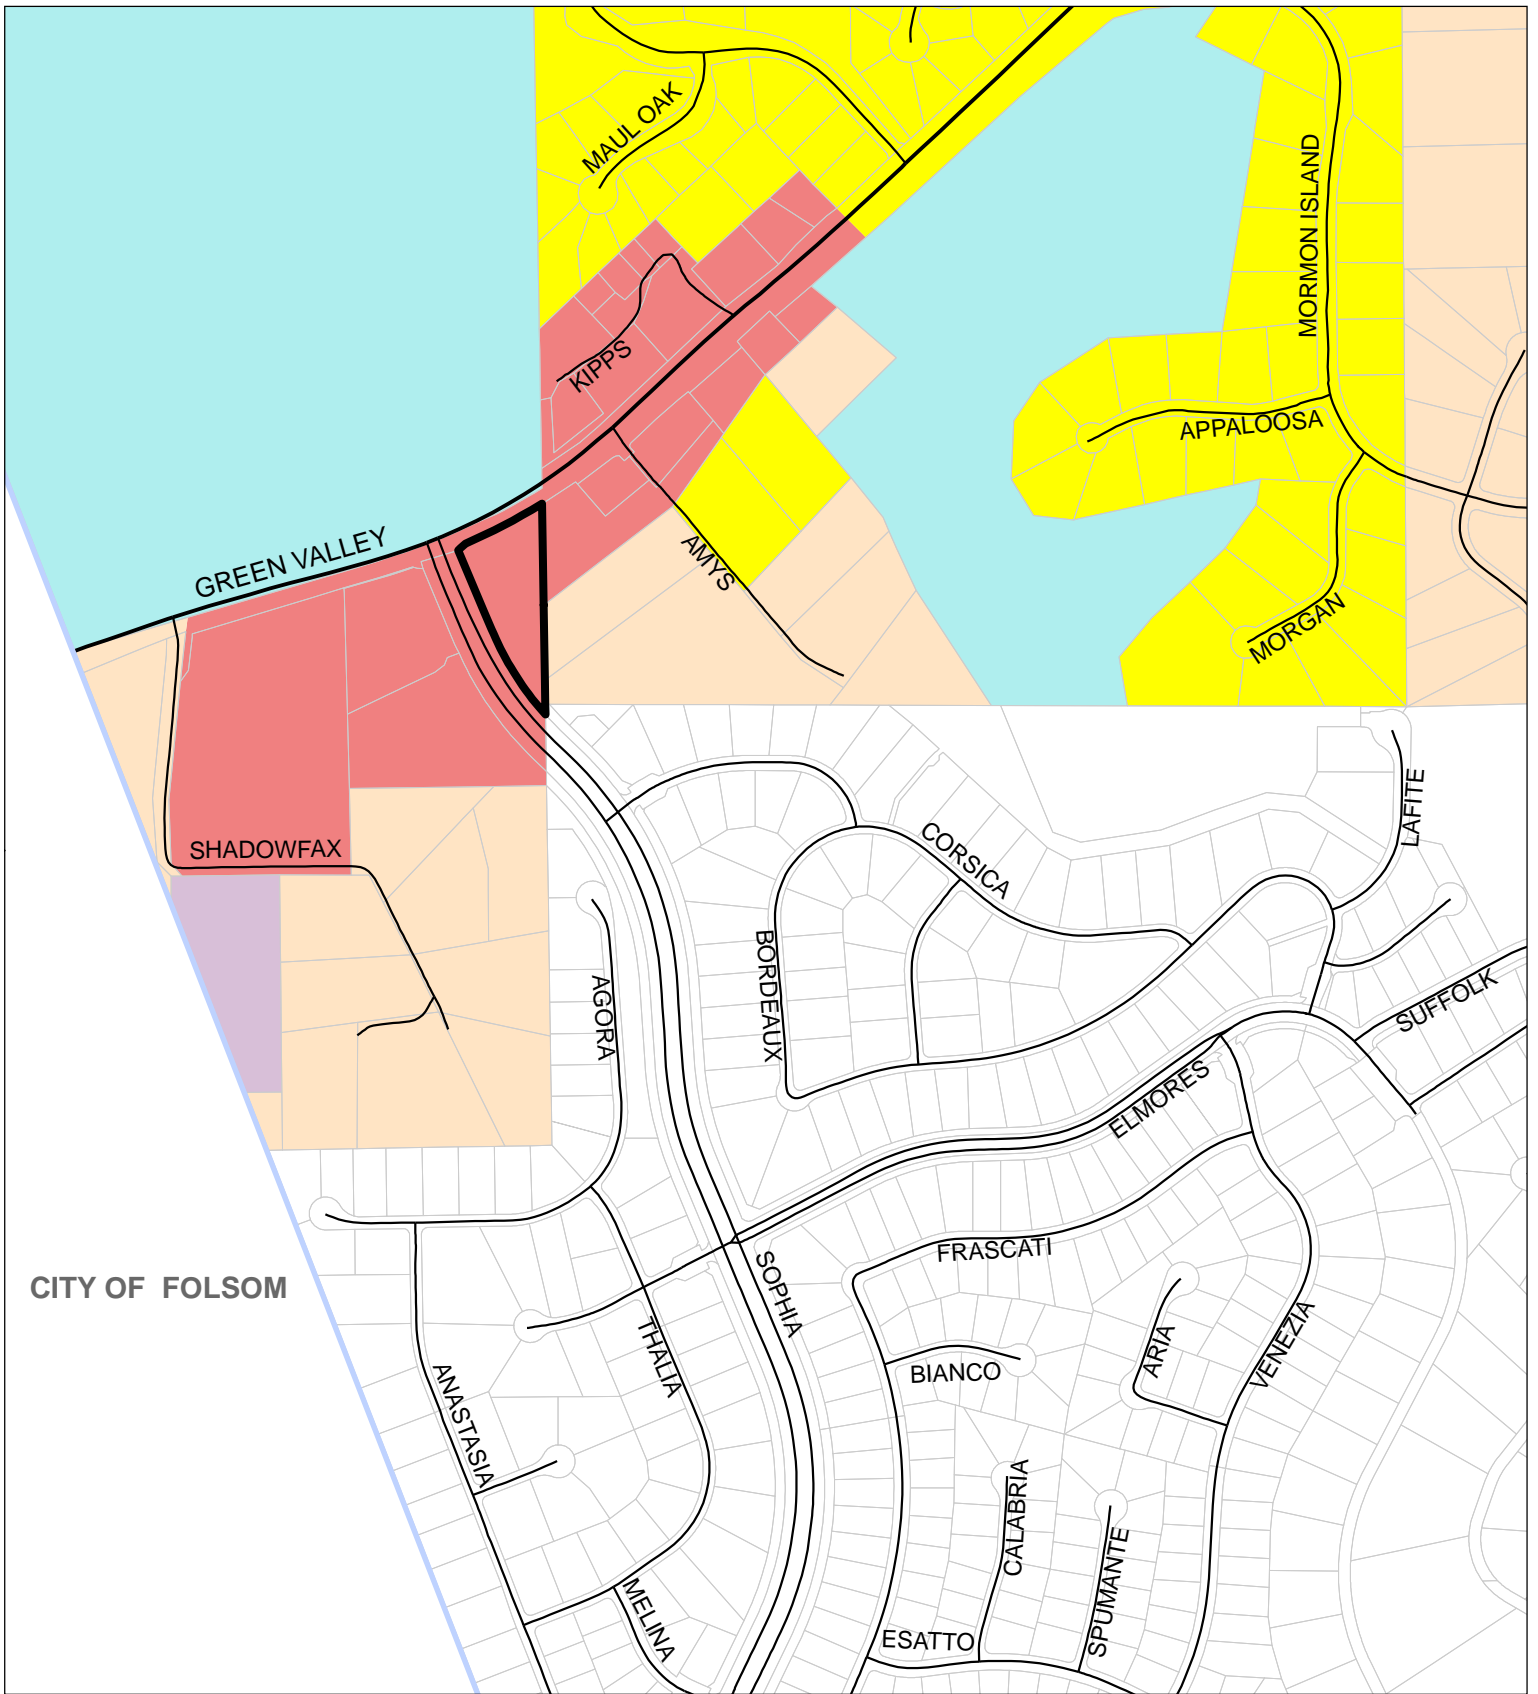 MAUL OAK
MORMON ISLAND
KIPPS
APPALOOSA
GREEN VALLEY
AMYS
MORGAN
SHADOWFAX
LAFITE
CORSICA
BORDEAUX
AGORA
SUFFOLK
ELMORES
FRASCATI
CITY OF FOLSOM
SOPHIA
THALIA
ARIA
VENEZIA
BIANCO
ANASTASIA
CALABRIA
SPUMANTE
MELINA
ESATTO